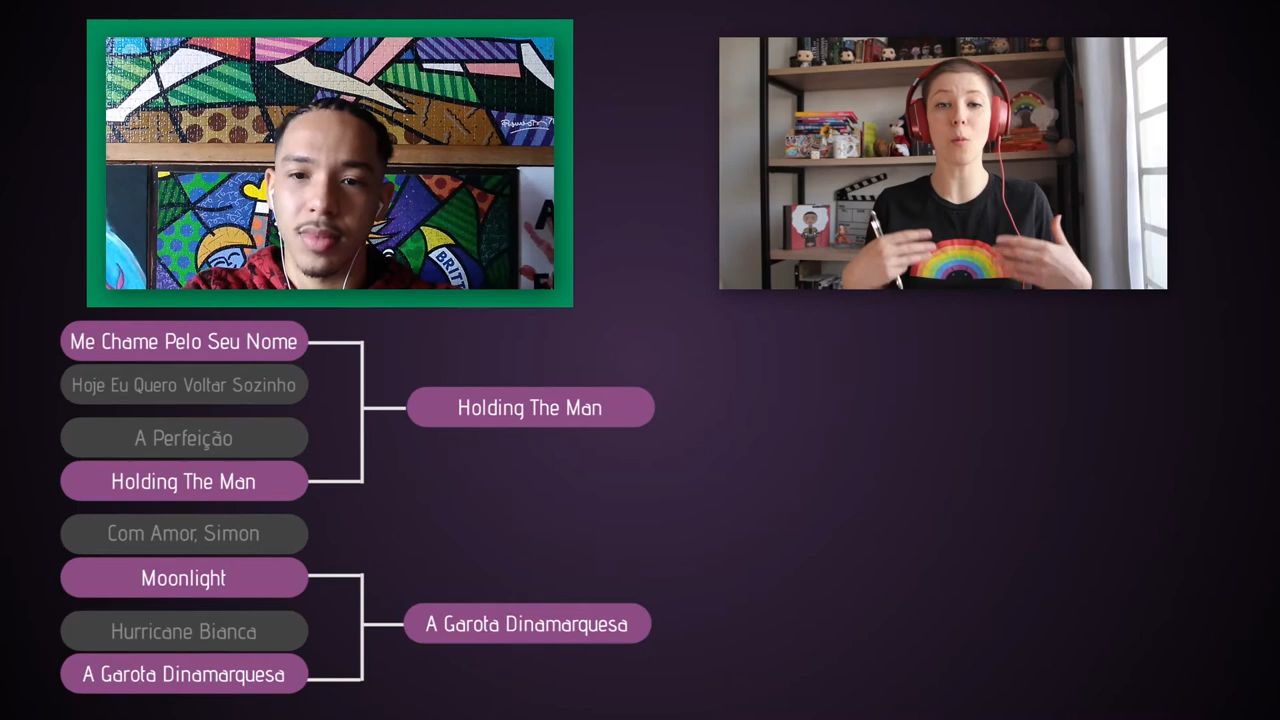 BRITT
Me Chame Pelo Seu Nome
Hoje Eu Quero Voltar Sozinho
A Perfeição
Holding The Man
Com Amor, Simon
Moonlight
Hurricane Bianca
A Garota Dinamarquesa
Holding The Man
A Garota Dinamarquesa